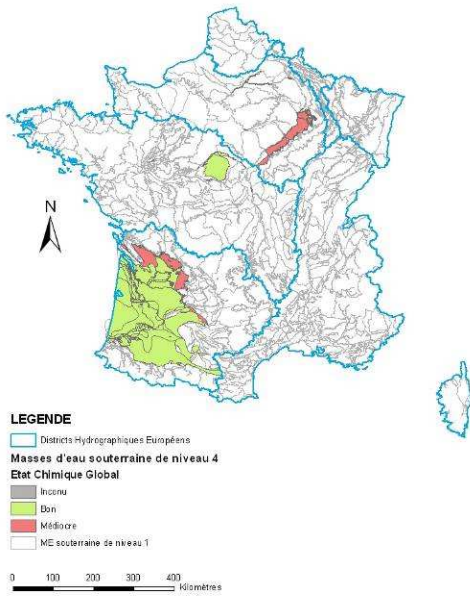 N
LEGENDE
Districts Hydrographiques Européens
Masses d'eau souterraine de niveau 4
Etat Chimique Global
Inconu
Bon
Médiocre
ME souterraine de niveau 1
0 100 200 300 400
Kilomètres